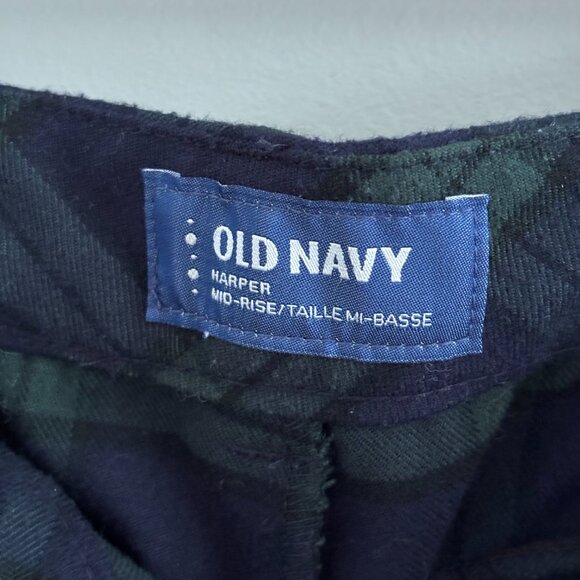 OLD NAVY
HARPER
MID-RISE/TAILLE MI-BASSE